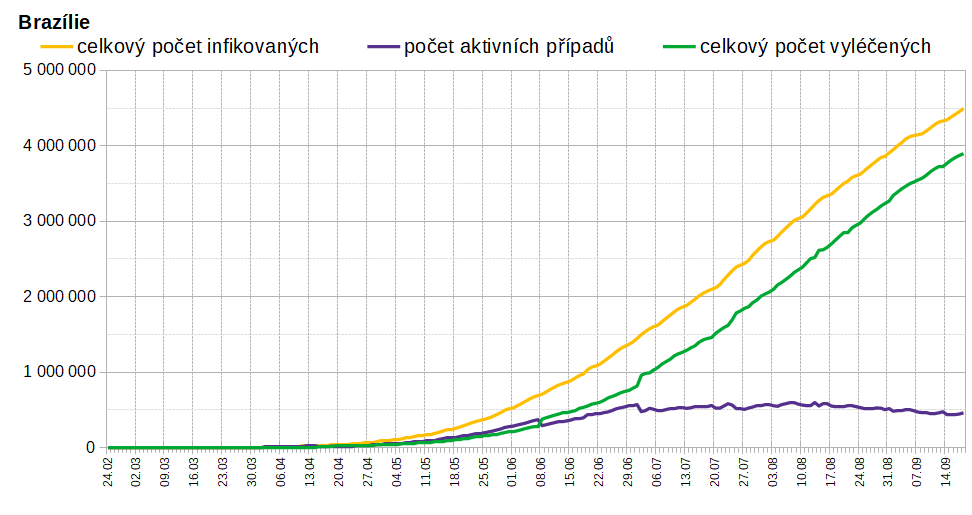 Brazílie
celkový počet infikovaných počet aktivních případů celkový počet vyléčených
5 000 000
4 000 000
3 000 000
2 000 000
1 000 000
0
24.02 02.03 09.03 16.03 23.03 30.03 06.04 13.04 20.04 27.04 04.05 11.05 18.05 25.05 01.06 08.06 15.06 22.06 29.06 06.07 13.07 20.07 27.07 03.08 10.08 17.08 24.08 31.08 07.09 14.09